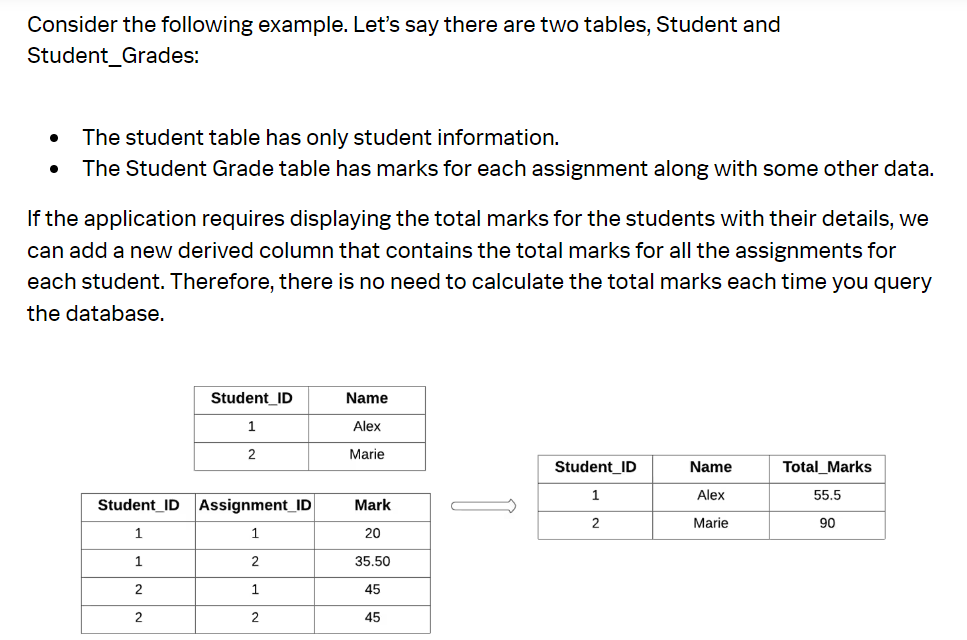 Consider the following example. Let’s say there are two tables, Student and
Student_Grades:
• The student table has only student information.
• The Student Grade table has marks for each assignment along with some other data.
If the application requires displaying the total marks for the students with their details, we
can add a new derived column that contains the total marks for all the assignments for
each student. Therefore, there is no need to calculate the total marks each time you query
the database.
Student_ID Name
1 Alex
2 Marie
Student_ID Assignment_ID Mark
1 1 20
1 2 35.50
2 1 45
2 2 45
Student_ID Name Total_Marks
1 Alex 55.5
2 Marie 90